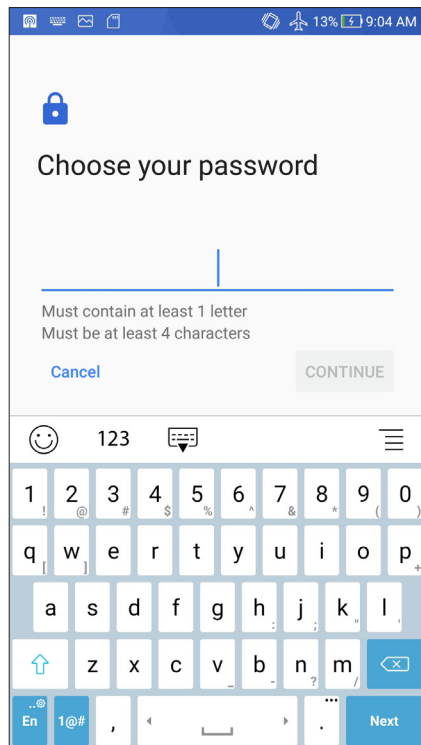 13% 9:04 AM
Choose your password
Must contain at least 1 letter
Must be at least 4 characters
Cancel CONTINUE
123
1 2 3 4 5 6 7 8 9 0
! @ # $ % ^ & * ( )
q w e r t y u i o p
[ ] +
a s d f g h j k l
: ; " '
z x c v b n m
_ - ? /
En 1@# , . Next